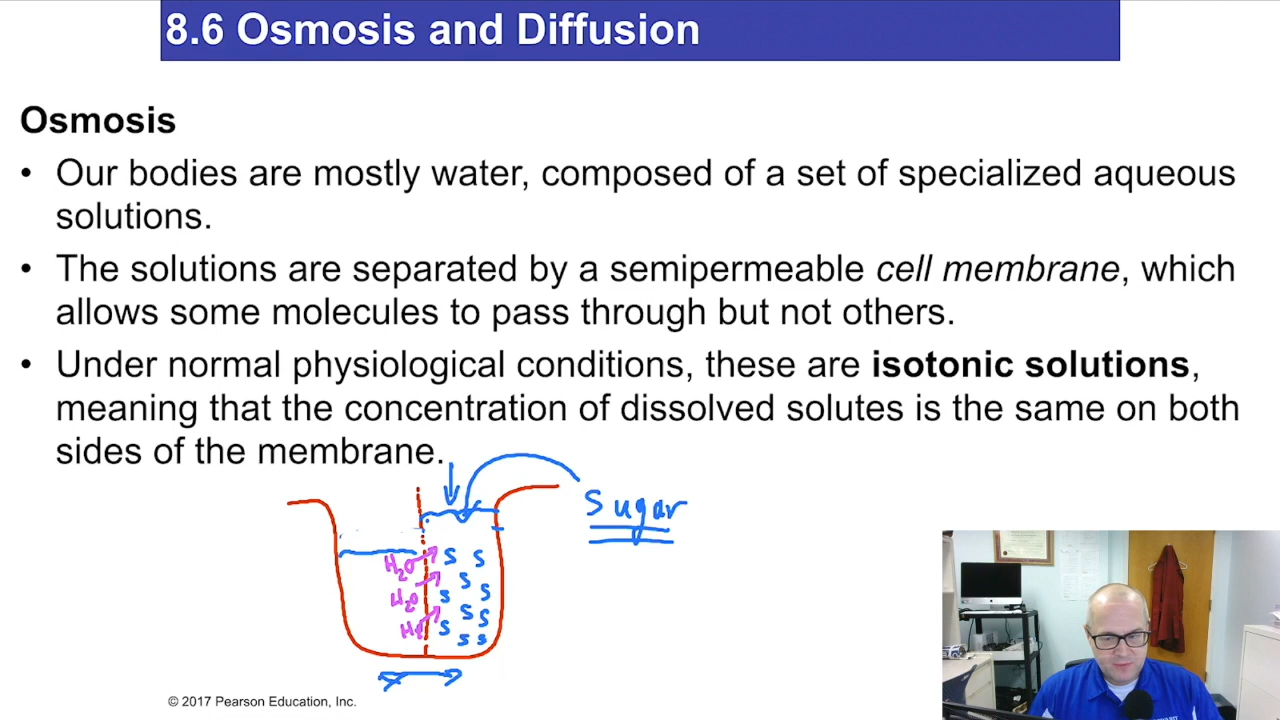 8.6 Osmosis and Diffusion
Osmosis
• Our bodies are mostly water, composed of a set of specialized aqueous
solutions.
• The solutions are separated by a semipermeable cell membrane, which
allows some molecules to pass through but not others.
• Under normal physiological conditions, these are isotonic solutions,
meaning that the concentration of dissolved solutes is the same on both
sides of the membrane.
Sugar
H₂O S S
S
H₂O S S
S S
S
S S
© 2017 Pearson Education, Inc.